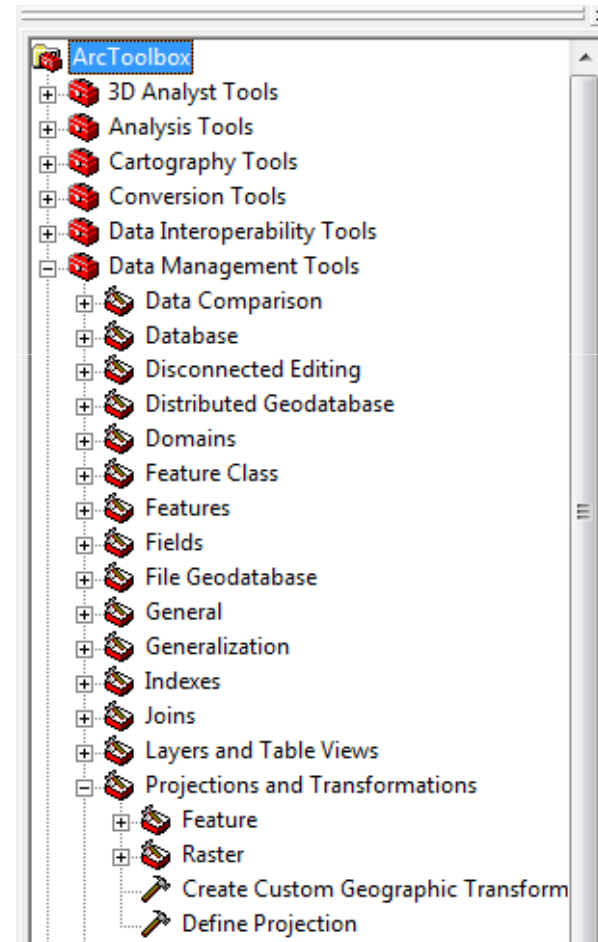 ArcToolbox
3D Analyst Tools
Analysis Tools
Cartography Tools
Conversion Tools
Data Interoperability Tools
Data Management Tools
Data Comparison
Database
Disconnected Editing
Distributed Geodatabase
Domains
Feature Class
Features
Fields
File Geodatabase
General
Generalization
Indexes
Joins
Layers and Table Views
Projections and Transformations
Feature
Raster
Create Custom Geographic Transform
Define Projection